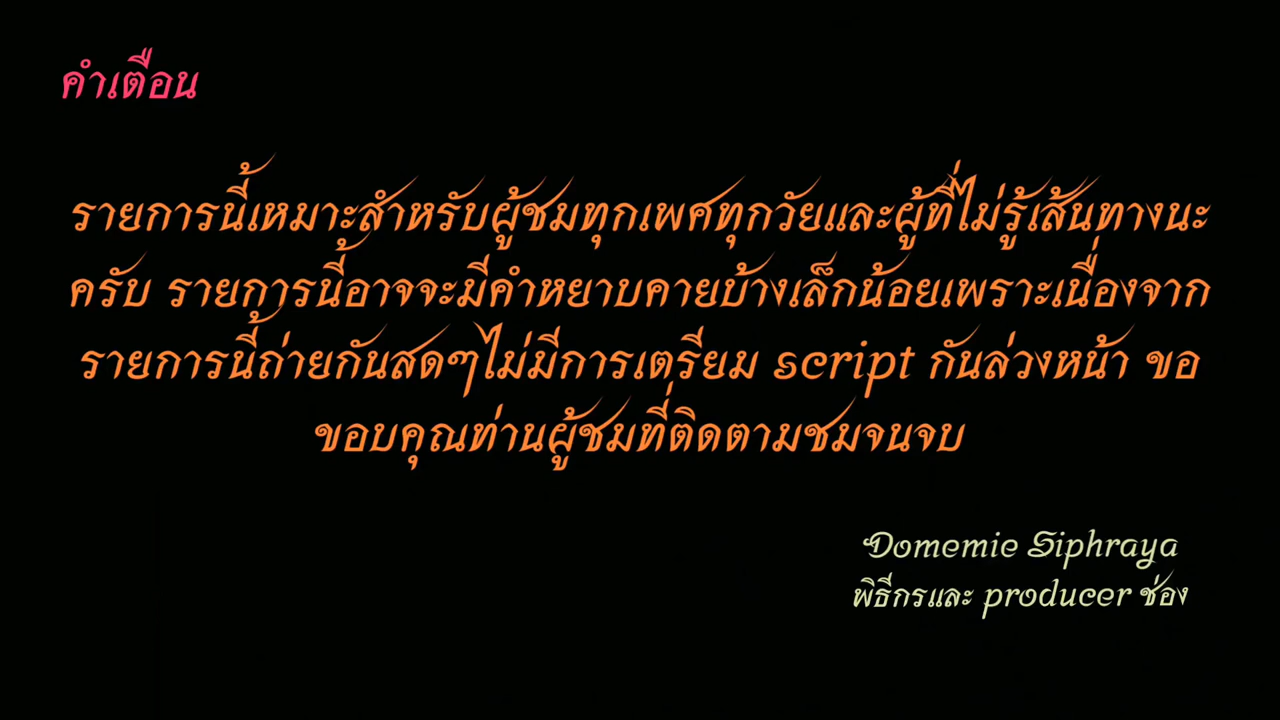 คำเตือน
รายการนี้เหมาะสำหรับผู้ชมทุกเพศทุกวัยและผู้ที่ไม่รู้เส้นทางนะ
ครับ รายการนี้อาจจะมีคำหยาบคายบ้างเล็กน้อยเพราะเนื่องจาก
รายการนี้ถ่ายกันสดๆไม่มีการเตรียม script กันล่วงหน้า ขอ
ขอบคุณท่านผู้ชมที่ติดตามชมจนจบ
Domemie Siphraya
พิธีกรและ producer ช่อง